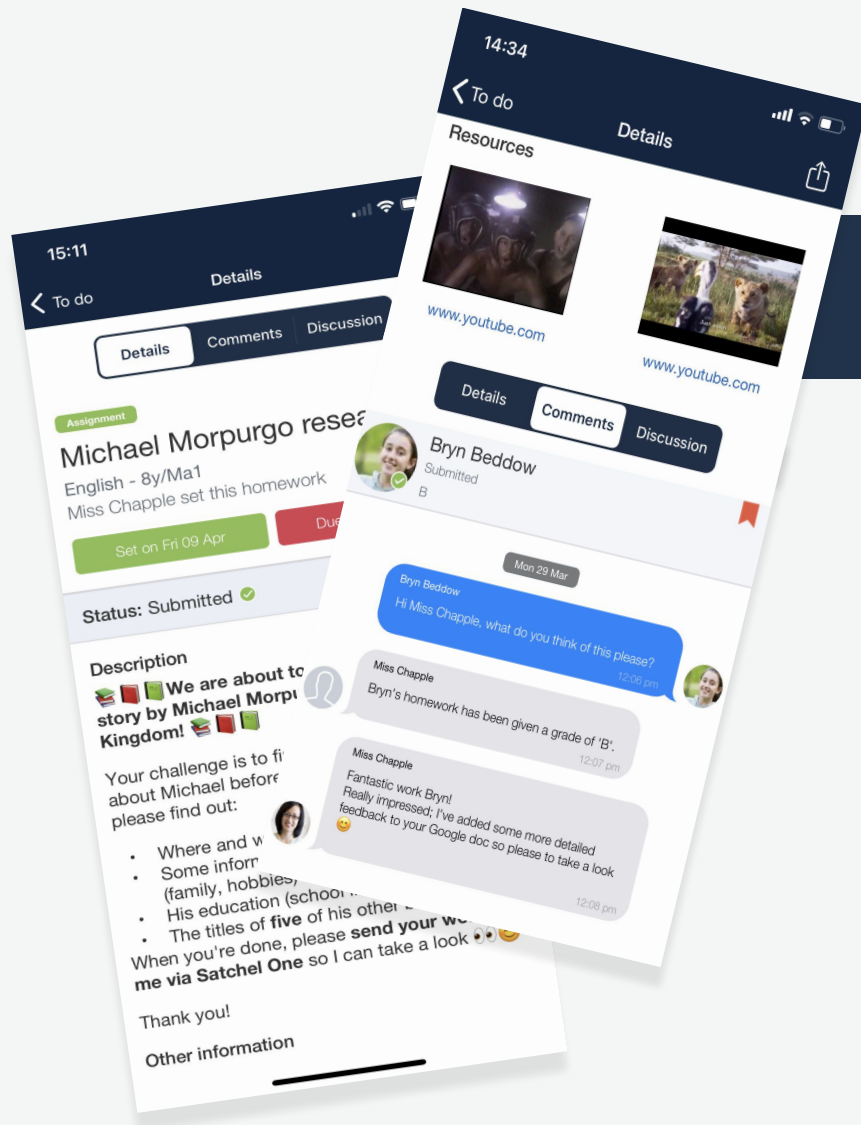 15:11
To do
Details
Details
Comments
Discussion
Assignment
Michael Morpurgo resea
English - 8y/Ma1
Miss Chapple set this homework
Set on Fri 09 Apr
Due
Status: Submitted
Description
📚📕📗We are about to
story by Michael Morpu
Kingdom! 📚📕📗
Your challenge is to fi
about Michael before
please find out:
• Where and w
• Some inform
(family, hobbies)
• His education (school
• The titles of five of his other
When you're done, please send your wo
me via Satchel One so I can take a look 👀😊
Thank you!
Other information
14:34
To do
Details
Resources
www.youtube.com
www.youtube.com
Details
Comments
Discussion
Bryn Beddow
Submitted
B
Mon 29 Mar
Bryn Beddow
Hi Miss Chapple, what do you think of this please?
12:06 pm
Miss Chapple
Bryn's homework has been given a grade of 'B'.
12:07 pm
Miss Chapple
Fantastic work Bryn!
Really impressed; I've added some more detailed
feedback to your Google doc so please to take a look
😊
12:08 pm